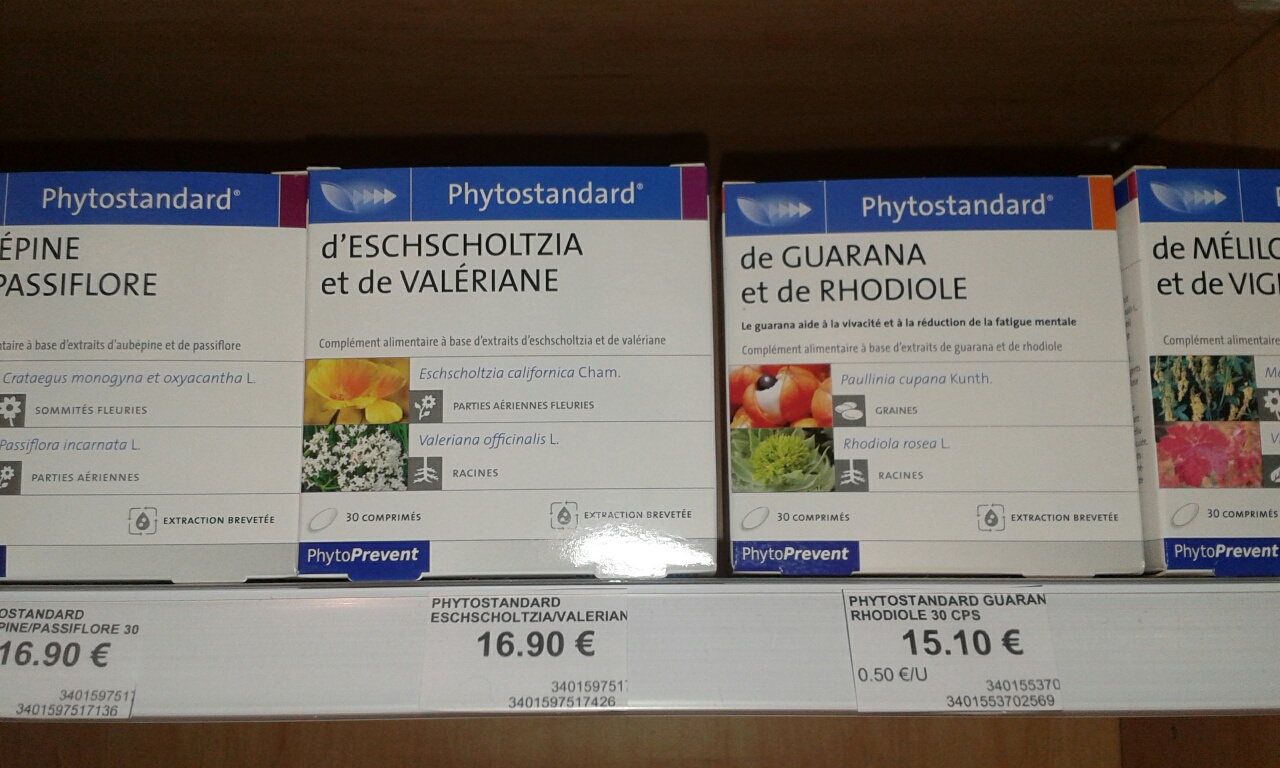 Phytostandard®
ÉPINE
PASSIFLORE
taire à base d'extraits d'aubépine et de passiflore
Crataegus monogyna et oxyacantha L.
SOMMITÉS FLEURIES
Passiflora incarnata L.
PARTIES AÉRIENNES
EXTRACTION BREVETÉE
Phytostandard®
d'ESCHSCHOLTZIA
et de VALÉRIANE
Complément alimentaire à base d'extraits d'eschscholtzia et de valériane
Eschscholtzia californica Cham.
PARTIES AÉRIENNES FLEURIES
Valeriana officinalis L.
RACINES
30 COMPRIMÉS
EXTRACTION BREVETÉE
PhytoPrevent
Phytostandard®
de GUARANA
et de RHODIOLE
Le guarana aide à la vivacité et à la réduction de la fatigue mentale
Complément alimentaire à base d'extraits de guarana et de rhodiole
Paullinia cupana Kunth.
GRAINES
Rhodiola rosea L.
RACINES
30 COMPRIMÉS
EXTRACTION BREVETÉE
PhytoPrevent
de MÉLILO
et de VIG
Complément alimentaire
30 COMPRIMÉS
PhytoPrevent
OSTANDARD
PINE/PASSIFLORE 30
16.90 €
340159751
3401597517136
PHYTOSTANDARD
ESCHSCHOLTZIA/VALERIAN
16.90 €
340159751
3401597517426
PHYTOSTANDARD GUARAN
RHODIOLE 30 CPS
15.10 €
0.50 €/U
340155370
3401553702569